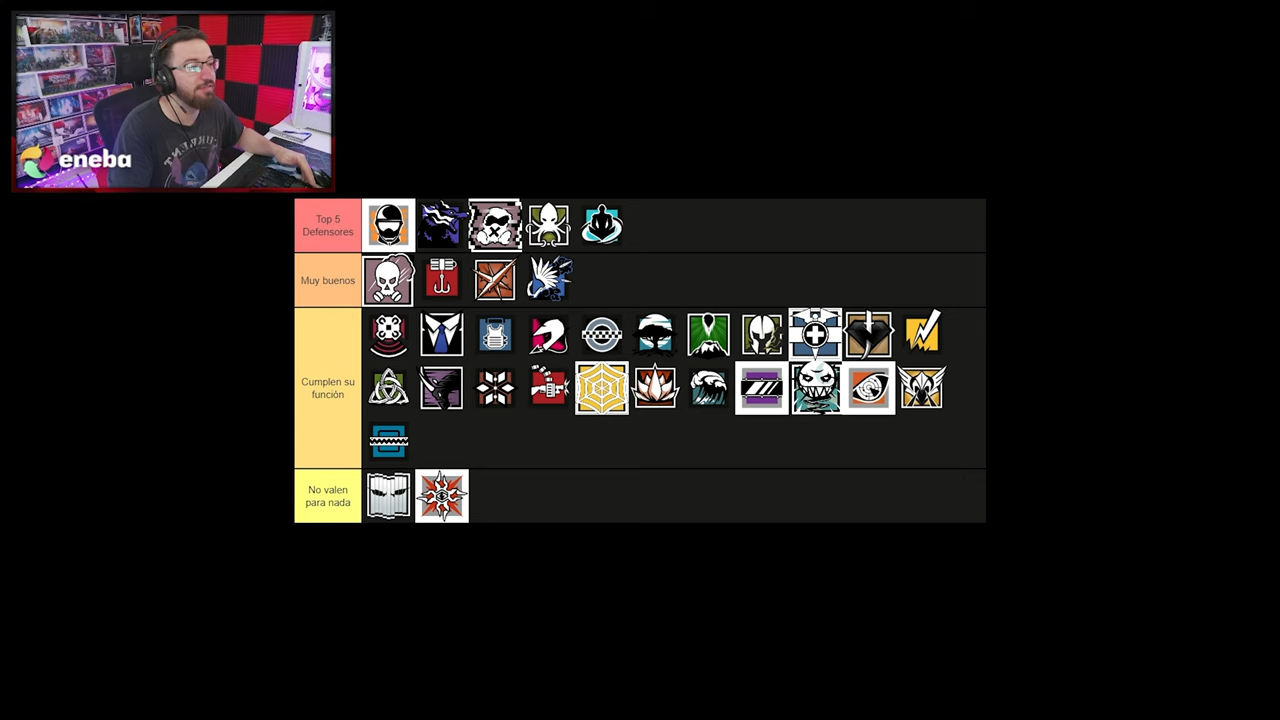 eneba
Top 5
Defensores
Muy buenos
Cumplen su
función
No valen
para nada